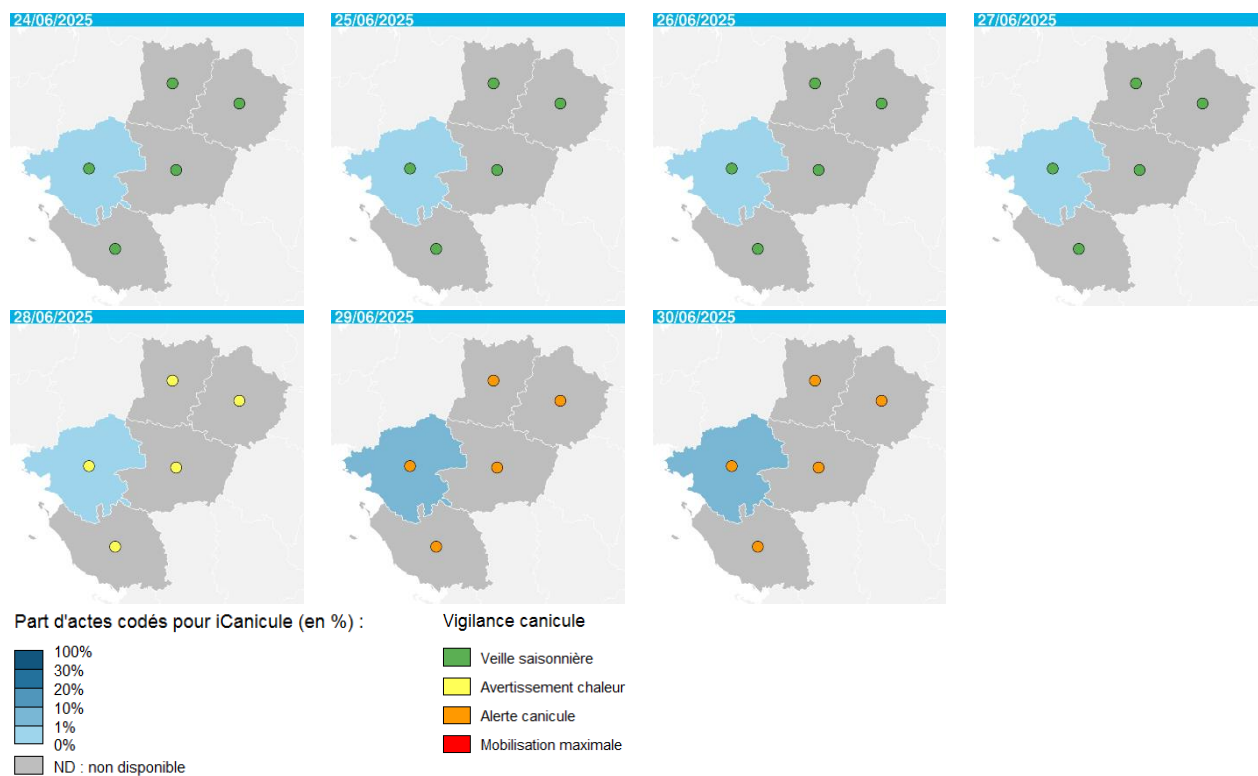 24/06/2025
25/06/2025
26/06/2025
27/06/2025
28/06/2025
29/06/2025
30/06/2025
Part d'actes codés pour iCanicule (en %) :
100%
30%
20%
10%
1%
0%
ND : non disponible
Vigilance canicule
Veille saisonnière
Avertissement chaleur
Alerte canicule
Mobilisation maximale